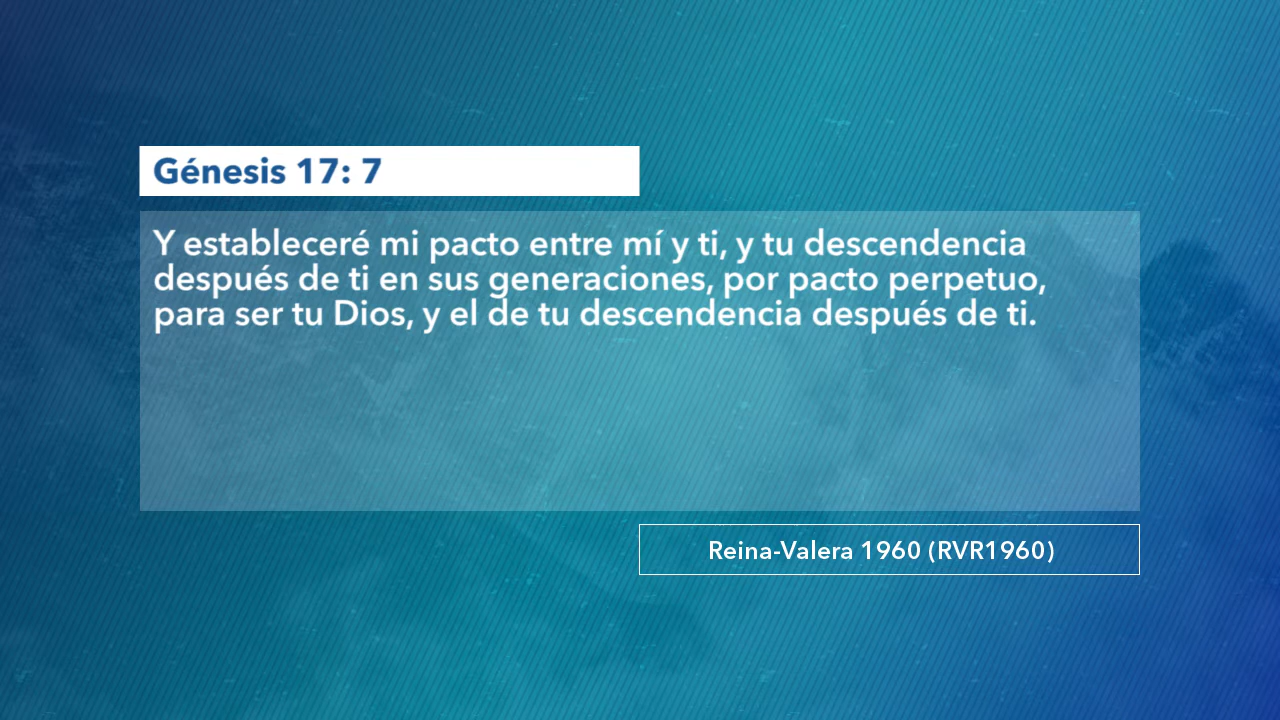 Génesis 17: 7
Y estableceré mi pacto entre mí y ti, y tu descendencia
después de ti en sus generaciones, por pacto perpetuo,
para ser tu Dios, y el de tu descendencia después de ti.
Reina-Valera 1960 (RVR1960)